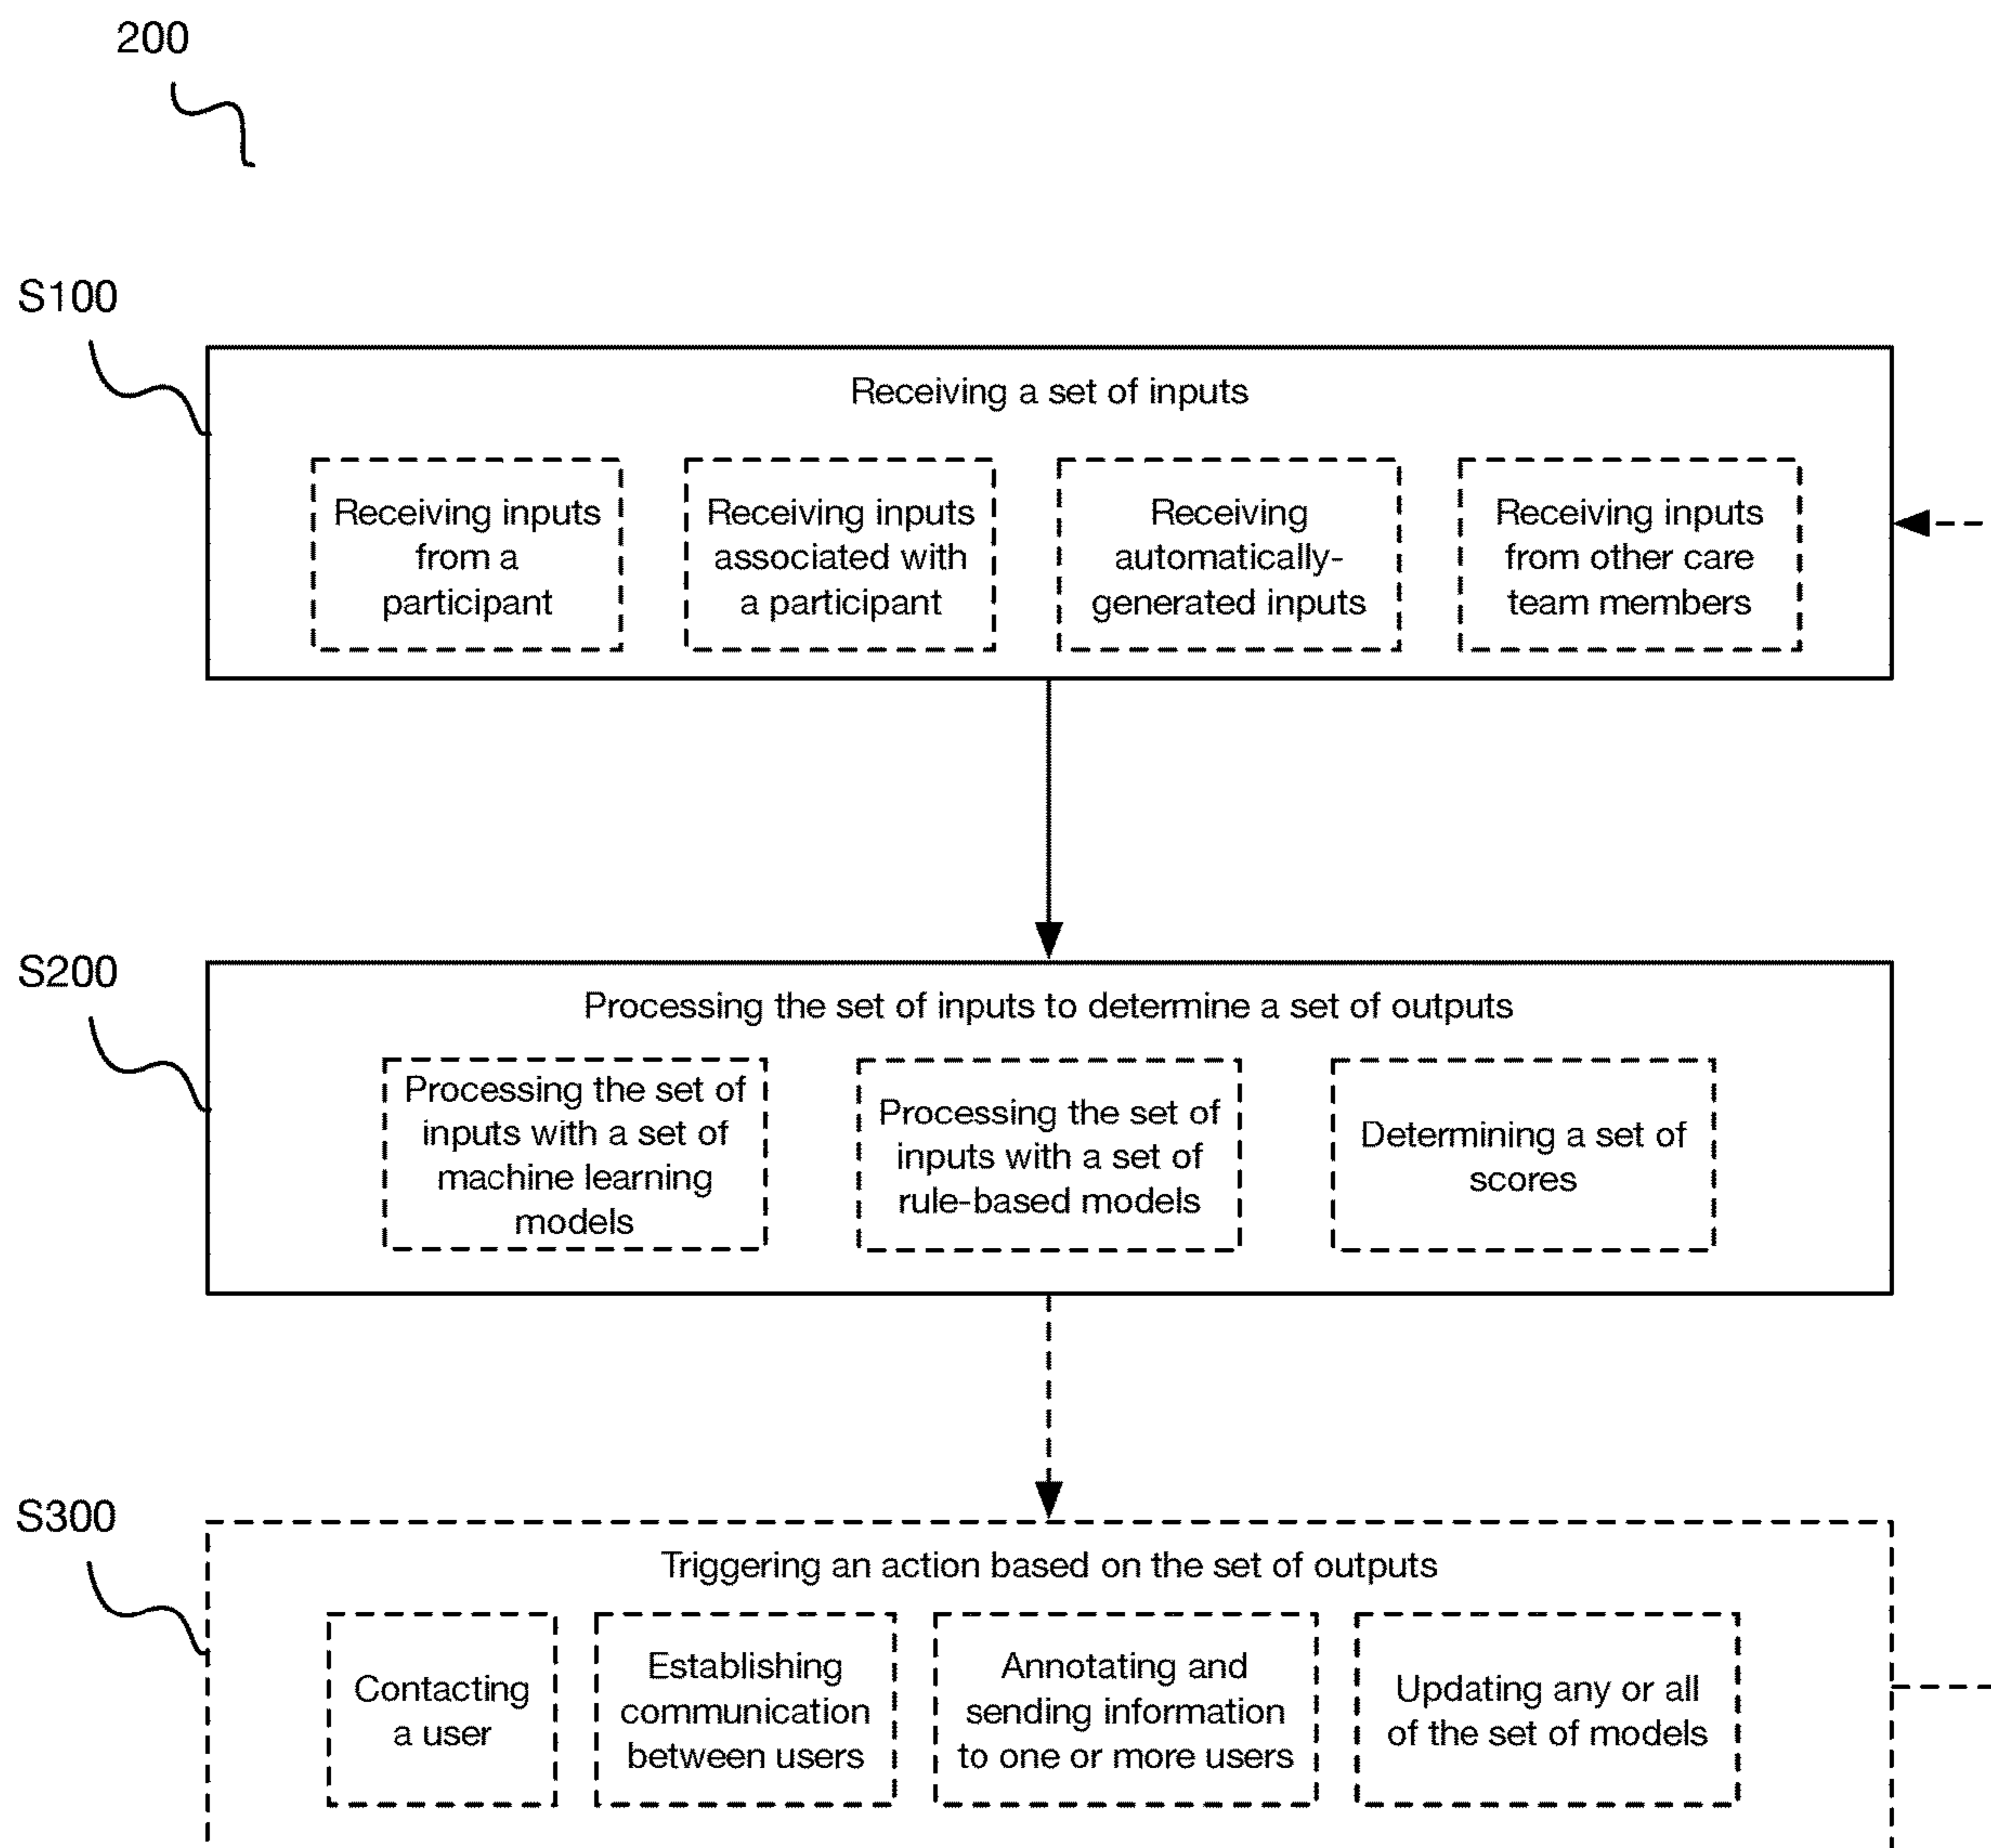 200
S100
Receiving a set of inputs
Receiving inputs
from a
participant
Receiving inputs
associated with
a participant
Receiving
automatically-
generated inputs
Receiving inputs
from other care
team members
S200
Processing the set of inputs to determine a set of outputs
Processing the set of
inputs with a set of
machine learning
models
Processing the set of
inputs with a set of
rule-based models
Determining a set of
scores
S300
Triggering an action based on the set of outputs
Contacting
a user
Establishing
communication
between users
Annotating and
sending information
to one or more users
Updating any or all
of the set of models